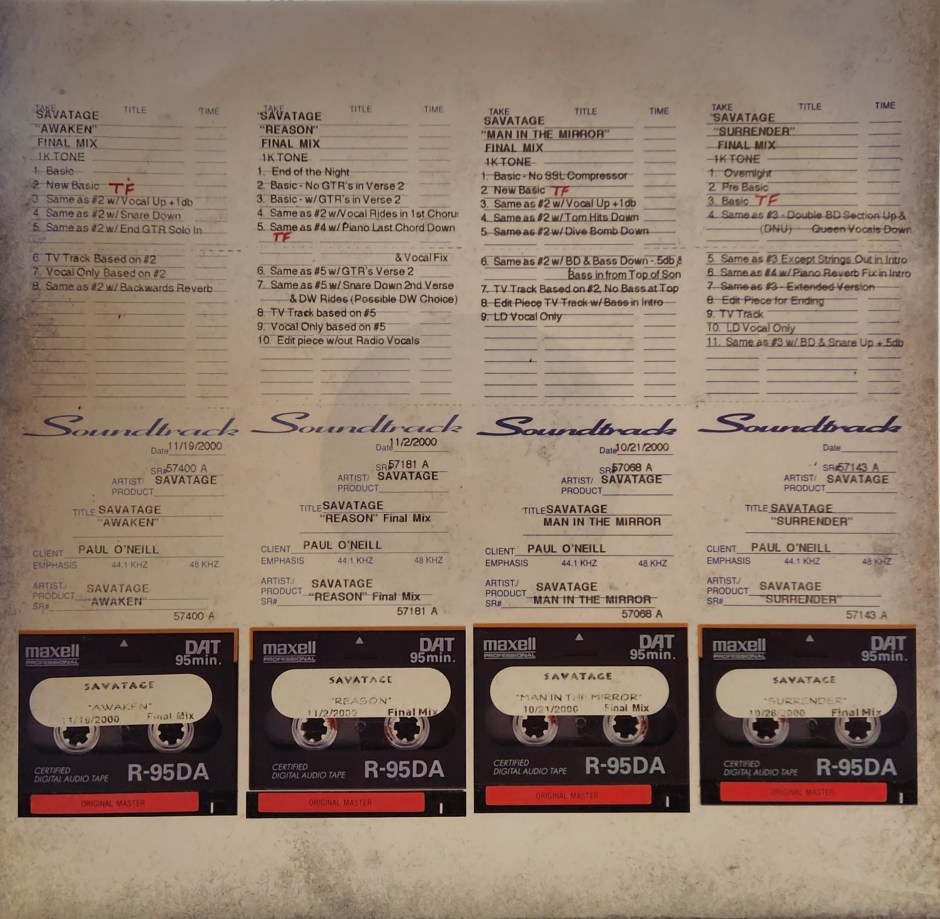 TAKE TITLE TIME
SAVATAGE
"AWAKEN"
FINAL MIX
1K TONE
1. Basic
2. New Basic TF
3. Same as #2 w/ Vocal Up +1db
4. Same as #2 w/ Snare Down
5. Same as #2 w/ End GTR Solo In
6. TV Track Based on #2
7. Vocal Only Based on #2
8. Same as #2 w/ Backwards Reverb
Soundtrack
Date 11/19/2000
SR# 57400 A
ARTIST/ SAVATAGE
PRODUCT
TITLE SAVATAGE
"AWAKEN"
CLIENT PAUL O'NEILL
EMPHASIS 44.1 KHZ 48 KHZ
ARTIST/ SAVATAGE
PRODUCT "AWAKEN"
SR#
57400 A
maxell DAT
PROFESSIONAL 95min.
SAVATAGE
"AWAKEN"
11/19/2000 Final Mix
CERTIFIED
DIGITAL AUDIO TAPE R-95DA
ORIGINAL MASTER
TAKE TITLE TIME
SAVATAGE
"REASON"
FINAL MIX
1K TONE
1. End of the Night
2. Basic - No GTR's in Verse 2
3. Basic - w/ GTR's in Verse 2
4. Same as #2 w/ Vocal Rides in 1st Choru
5. Same as #4 w/ Piano Last Chord Down
TF
& Vocal Fix
6. Same as #5 w/ GTR's Verse 2
7. Same as #5 w/ Snare Down 2nd Verse
& DW Rides (Possible DW Choice)
8. TV Track based on #5
9. Vocal Only based on #5
10. Edit piece w/out Radio Vocals
Soundtrack
Date 11/2/2000
SR# 57181 A
ARTIST/ SAVATAGE
PRODUCT
TITLE SAVATAGE
"REASON" Final Mix
CLIENT PAUL O'NEILL
EMPHASIS 44.1 KHZ 48 KHZ
ARTIST/ SAVATAGE
PRODUCT "REASON" Final Mix
SR#
57181 A
maxell DAT
PROFESSIONAL 95min.
SAVATAGE
"REASON"
11/2/2000 Final Mix
CERTIFIED
DIGITAL AUDIO TAPE R-95DA
ORIGINAL MASTER
TAKE TITLE TIME
SAVATAGE
"MAN IN THE MIRROR"
FINAL MIX
1K TONE
1. Basic - No SSL Compressor
2. New Basic TF
3. Same as #2 w/ Vocal Up +1db
4. Same as #2 w/ Tom Hits Down
5. Same as #2 w/ Dive Bomb Down
6. Same as #2 w/ BD & Bass Down -.5db &
Bass in from Top of Son
7. TV Track Based on #2, No Bass at Top
8. Edit Piece TV Track w/ Bass in Intro
9. LD Vocal Only
Soundtrack
Date 10/21/2000
SR# 57068 A
ARTIST/ SAVATAGE
PRODUCT
TITLE SAVATAGE
MAN IN THE MIRROR
CLIENT PAUL O'NEILL
EMPHASIS 44.1 KHZ 48 KHZ
ARTIST/ SAVATAGE
PRODUCT MAN IN THE MIRROR
SR#
57068 A
maxell DAT
PROFESSIONAL 95min.
SAVATAGE
"MAN IN THE MIRROR"
10/21/2000 Final Mix
CERTIFIED
DIGITAL AUDIO TAPE R-95DA
ORIGINAL MASTER
TAKE TITLE TIME
SAVATAGE
"SURRENDER"
FINAL MIX
1K TONE
1. Overnight
2. Pre Basic
3. Basic TF
4. Same as #3 - Double BD Section Up &
(DNU) Queen Vocals Down
5. Same as #3 Except Strings Out in Intro
6. Same as #4 w/ Piano Reverb Fix in Intro
7. Same as #3 - Extended Version
8. Edit Piece for Ending
9. TV Track
10. LD Vocal Only
11. Same as #3 w/ BD & Snare Up +.5db
Soundtrack
Date
SR# 57143 A
ARTIST/ SAVATAGE
PRODUCT
TITLE SAVATAGE
"SURRENDER"
CLIENT PAUL O'NEILL
EMPHASIS 44.1 KHZ 48 KHZ
ARTIST/ SAVATAGE
PRODUCT "SURRENDER"
SR#
57143 A
maxell DAT
PROFESSIONAL 95min.
SAVATAGE
"SURRENDER"
10/26/2000 Final Mix
CERTIFIED
DIGITAL AUDIO TAPE R-95DA
ORIGINAL MASTER